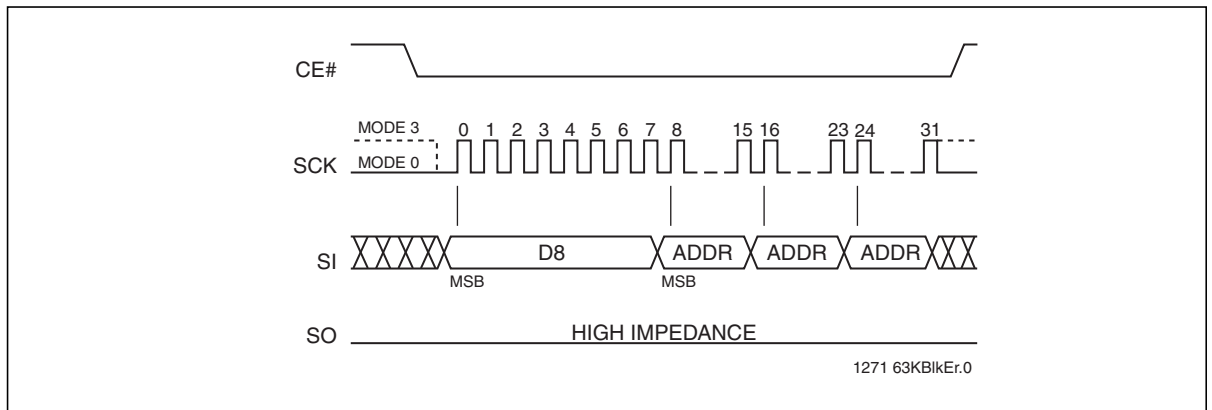 CE#
MODE 3
0 1 2 3 4 5 6 7 8 15 16 23 24 31
SCK
MODE 0
SI
D8 ADDR ADDR ADDR
MSB MSB
SO
HIGH IMPEDANCE
1271 63KBlkEr.0